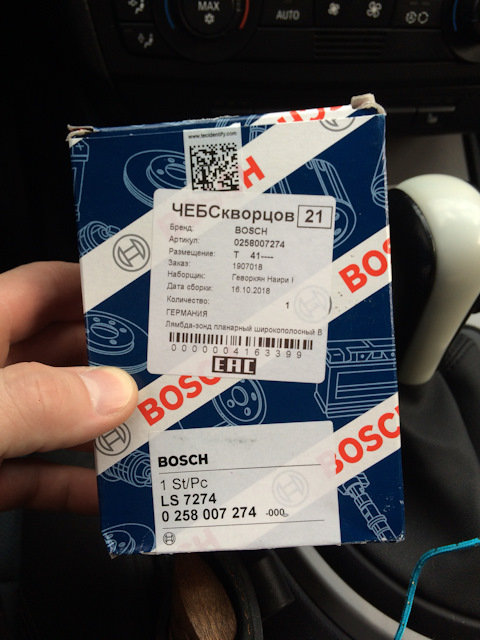 MAX
AUTO
www.tecidentify.com
CH
ЧЕБСкворцов 21
Бренд: BOSCH
Артикул: 0258007274
Размещение: T 41----
Заказ: 1907018
Наборщик: Геворкян Наири I
Дата сборки: 16.10.2018
Количество: 1
ГЕРМАНИЯ
Лямбда-зонд планарный широкополосный B
0000004163399
EAC
BOSC
BOSCH
BOSCH
BOSCH
1 St/Pc
LS 7274
0 258 007 274 -000